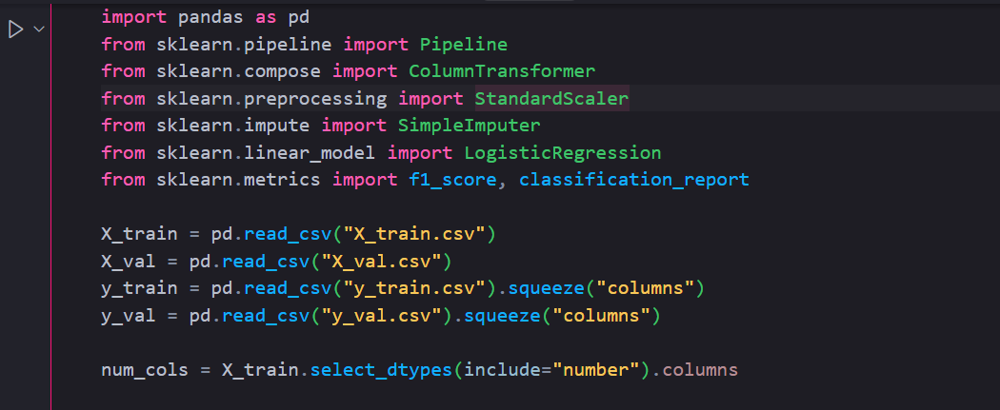 import pandas as pd
from sklearn.pipeline import Pipeline
from sklearn.compose import ColumnTransformer
from sklearn.preprocessing import StandardScaler
from sklearn.impute import SimpleImputer
from sklearn.linear_model import LogisticRegression
from sklearn.metrics import f1_score, classification_report
X_train = pd.read_csv("X_train.csv")
X_val = pd.read_csv("X_val.csv")
y_train = pd.read_csv("y_train.csv").squeeze("columns")
y_val = pd.read_csv("y_val.csv").squeeze("columns")
num_cols = X_train.select_dtypes(include="number").columns